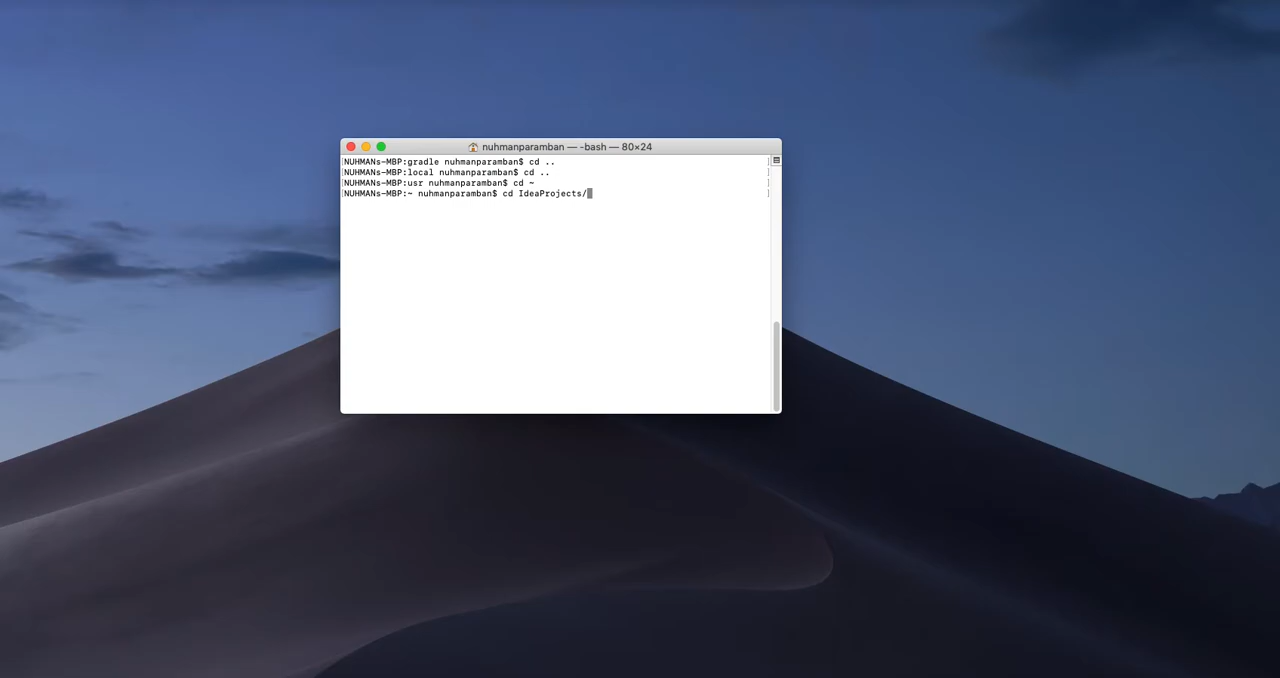 nuhmanparamban — -bash — 80×24
[NUHMANs-MBP:gradle nuhmanparamban$ cd .. ]
[NUHMANs-MBP:local nuhmanparamban$ cd .. ]
[NUHMANs-MBP:usr nuhmanparamban$ cd ~ ]
[NUHMANs-MBP:~ nuhmanparamban$ cd IdeaProjects/ ]